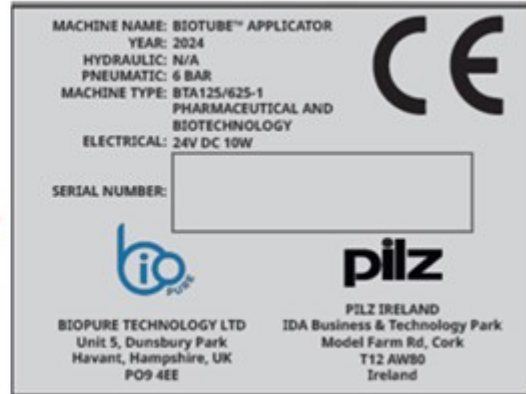 MACHINE NAME: BIOTUBE™ APPLICATOR
YEAR: 2024
HYDRAULIC: N/A
PNEUMATIC: 6 BAR
MACHINE TYPE: BTA125/625-1
PHARMACEUTICAL AND
BIOTECHNOLOGY
ELECTRICAL: 24V DC 10W
CE
SERIAL NUMBER:
bio
PURE
BIOPURE TECHNOLOGY LTD
Unit 5, Dunsbury Park
Havant, Hampshire, UK
PO9 4EE
pilz
PILZ IRELAND
IDA Business & Technology Park
Model Farm Rd, Cork
T12 AW80
Ireland